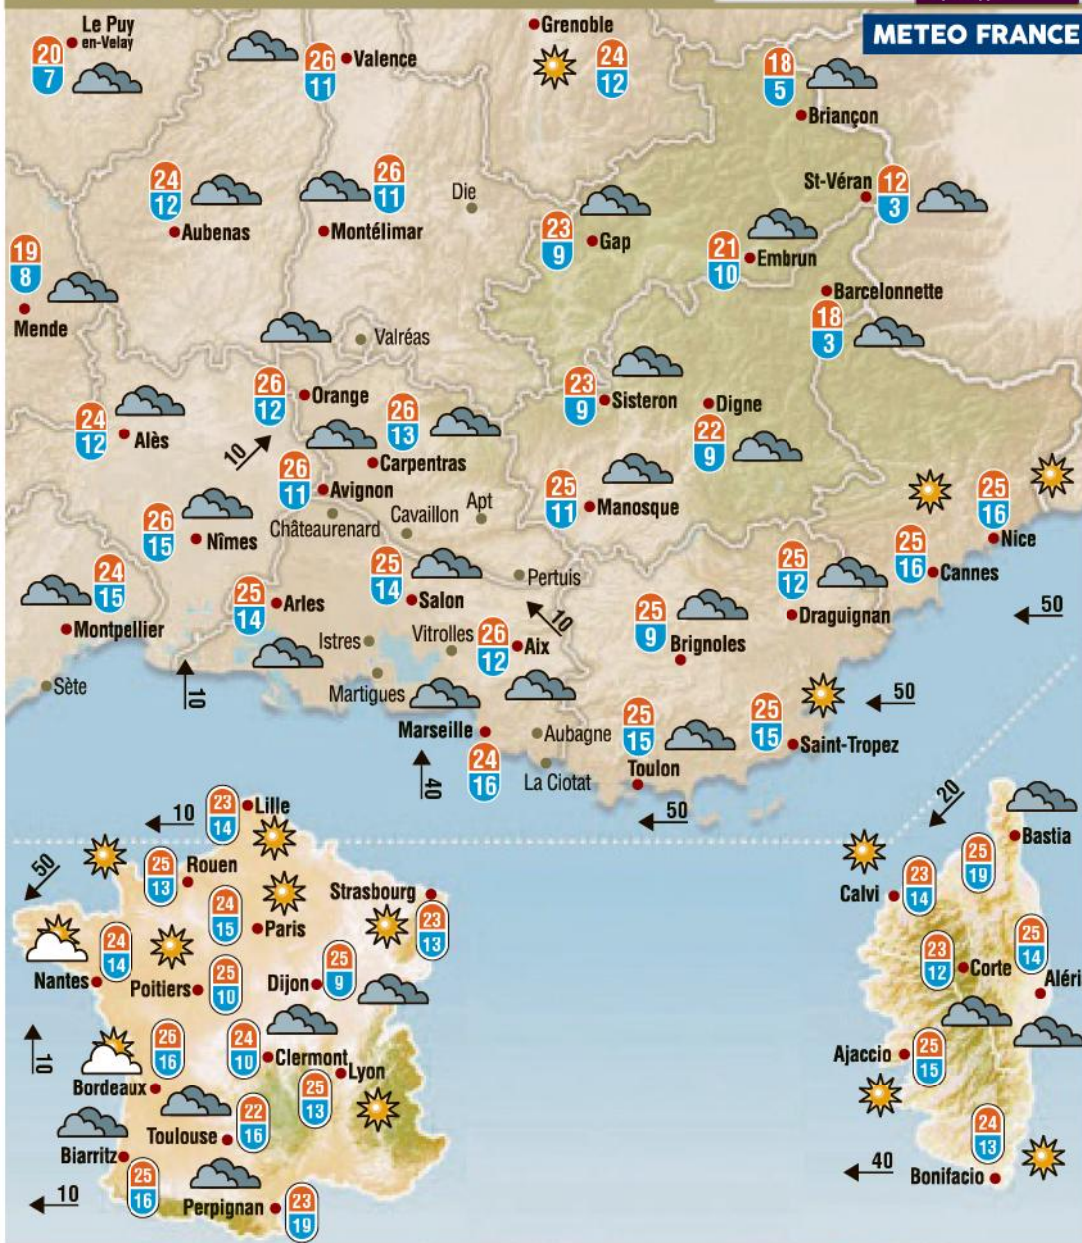 METEO FRANCE
Grenoble
24
12
Le Puy
en-Velay
20
7
Valence
26
11
18
5
Briançon
St-Véran
12
3
24
12
Aubenas
26
11
Montélimar
Die
23
9
Gap
21
10
Embrun
Barcelonnette
18
3
19
8
Mende
Valréas
26
12
Orange
10
26
13
Carpentras
23
9
Sisteron
Digne
22
9
24
12
Alès
26
11
Avignon
Châteaurenard
Cavaillon
Apt
25
11
Manosque
25
16
Nice
26
15
Nîmes
25
16
Cannes
24
15
Montpellier
25
14
Arles
25
14
Salon
Pertuis
10
25
12
Draguignan
50
25
9
Brignoles
Istres
Vitrolles
26
12
Aix
Sète
10
Martigues
50
Marseille
24
16
Aubagne
La Ciotat
25
15
Toulon
25
15
Saint-Tropez
40
50
10
23
14
Lille
50
Rouen
25
13
24
15
Paris
Strasbourg
23
13
24
14
Nantes
Poitiers
25
10
Dijon
25
9
10
26
16
Bordeaux
24
10
Clermont
Lyon
25
13
Toulouse
22
16
Biarritz
25
16
10
Perpignan
23
19
20
Bastia
25
19
Calvi
23
14
23
12
Corte
25
14
Aléri
Ajaccio
25
15
24
13
Bonifacio
40